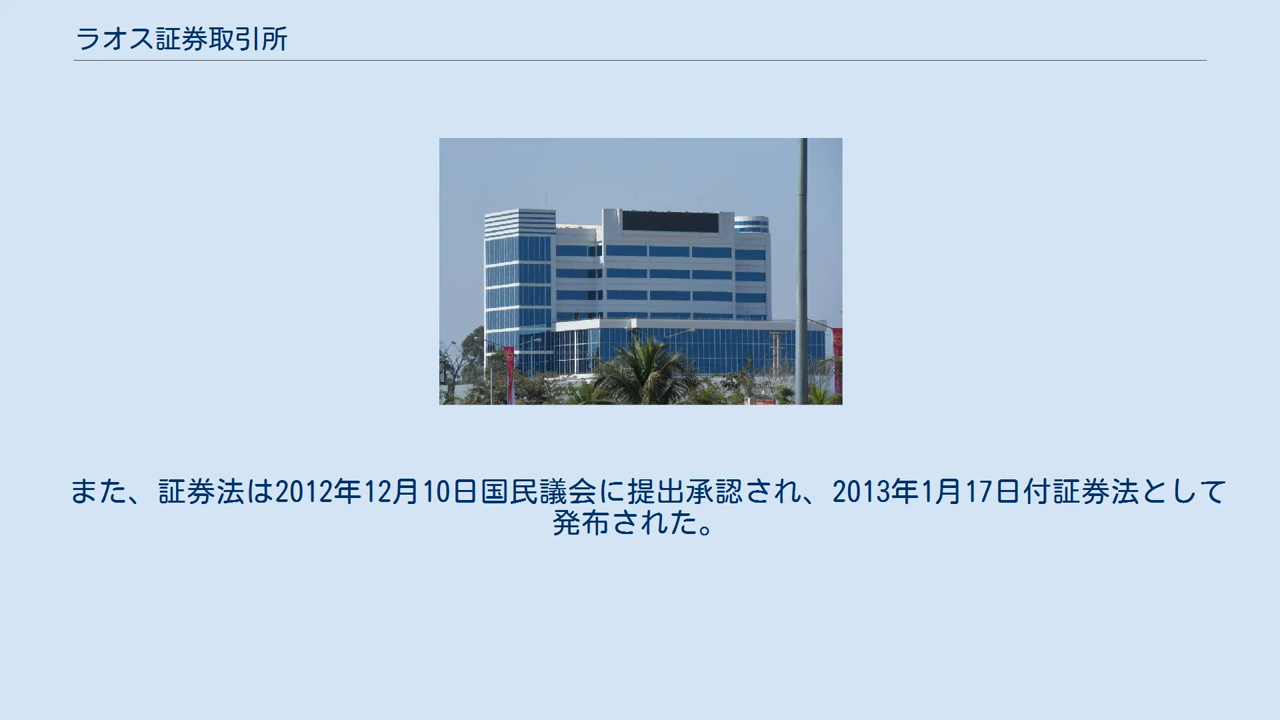 ラオス証券取引所
また、証券法は2012年12月10日国民議会に提出承認され、2013年1月17日付証券法として
発布された。